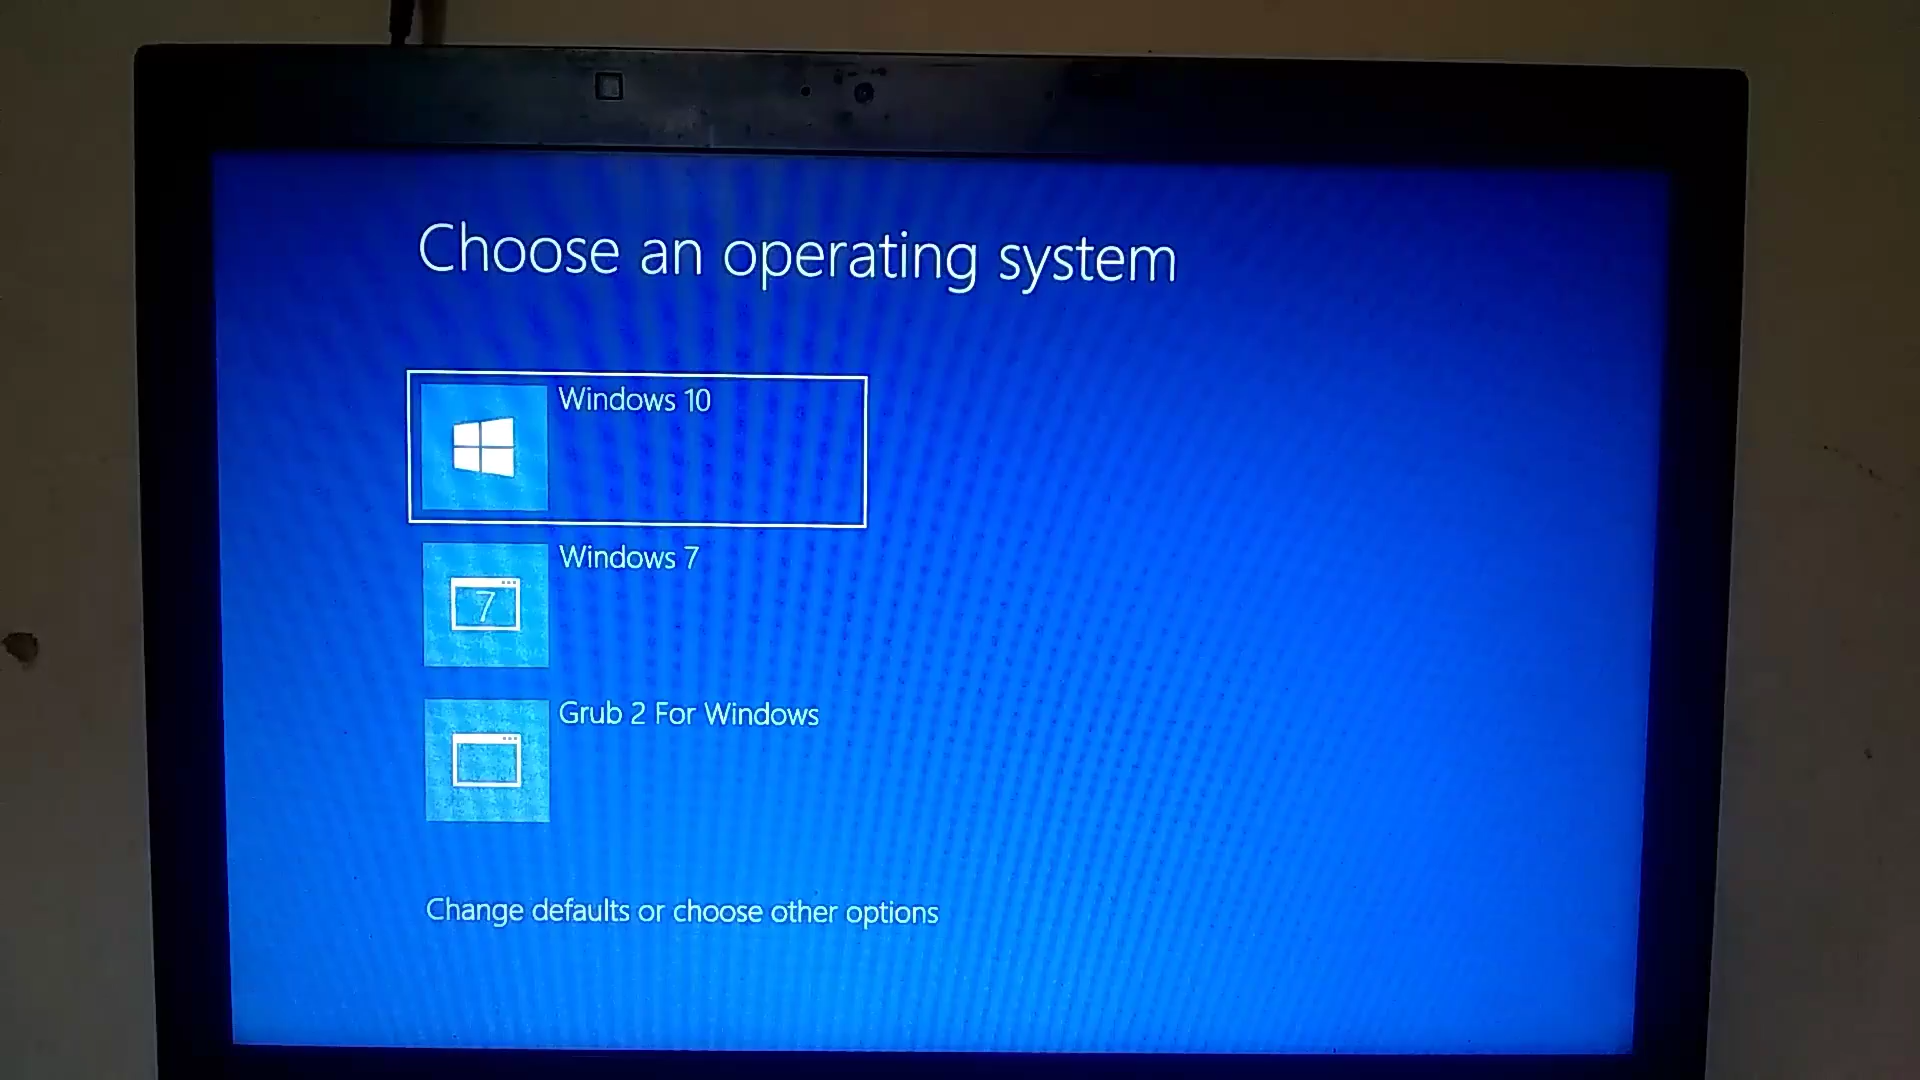 Choose an operating system
Windows 10
Windows 7
7
Grub 2 For Windows
Change defaults or choose other options